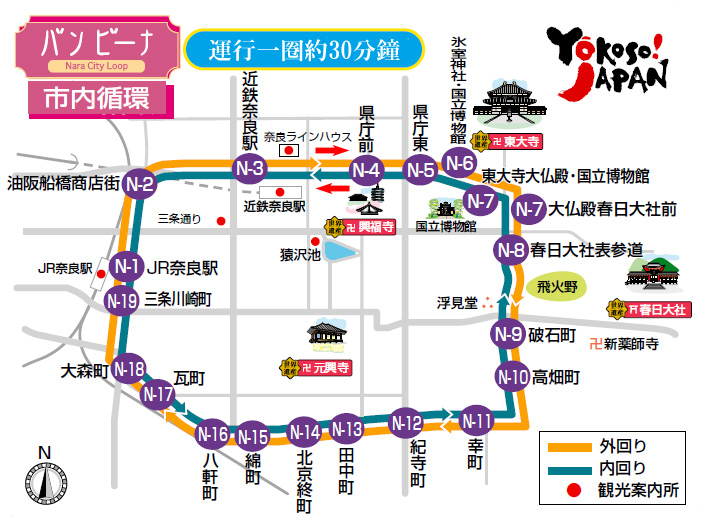 バンビーナ
Nara City Loop
市内循環
運行一圏約30分鐘
YŌKOSO!
JAPAN
近鉄奈良駅
奈良ラインハウス
県庁前
県庁東
氷室神社・国立博物館
世界遺産
卍東大寺
N-3
N-4
N-5
N-6
油阪船橋商店街
N-2
近鉄奈良駅
東大寺大仏殿・国立博物館
N-7
N-7
大仏殿春日大社前
三条通り
世界遺産
卍興福寺
国立博物館
猿沢池
N-8
春日大社表参道
JR奈良駅
N-1
JR奈良駅
飛火野
N-19
三条川崎町
浮見堂
世界遺産
春日大社
N-9
破石町
卍新薬師寺
大森町
N-18
世界遺産
卍元興寺
N-10
高畑町
N-17
瓦町
N-16
N-15
N-14
N-13
N-12
N-11
八軒町
綿町
北京終町
田中町
紀寺町
幸町
N
外回り
内回り
観光案内所